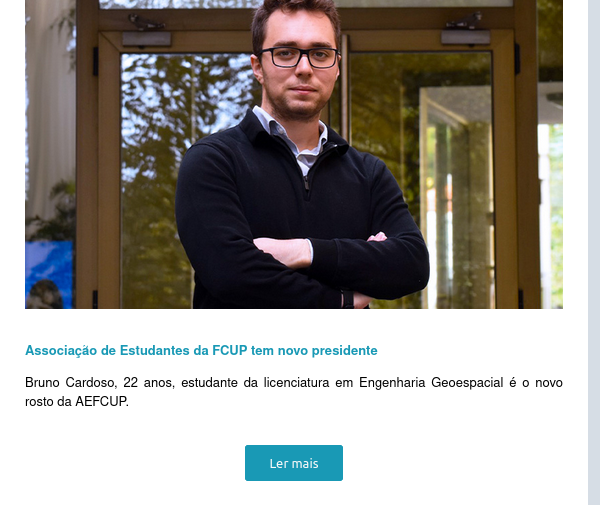 Associação de Estudantes da FCUP tem novo presidente
Bruno Cardoso, 22 anos, estudante da licenciatura em Engenharia Geoespacial é o novo
rosto da AEFCUP.
Ler mais